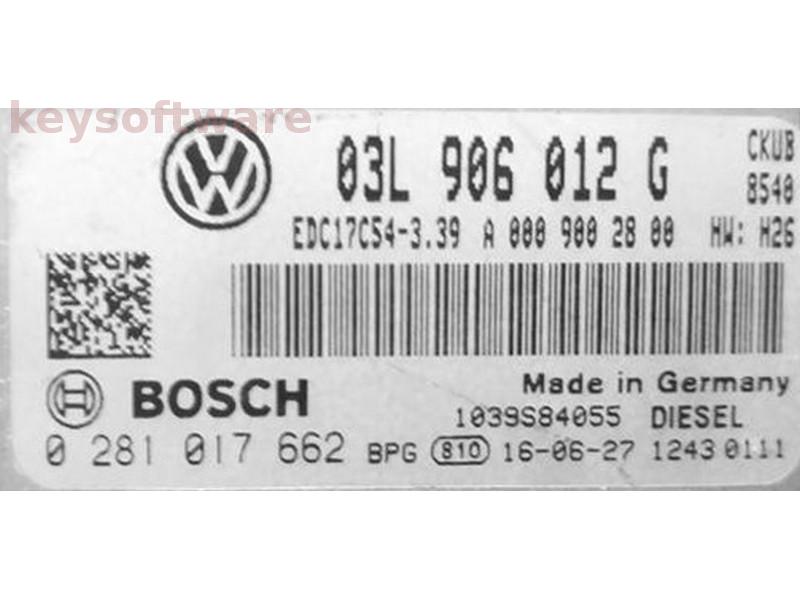 keysoftware
03L 906 012 G
CKUB
8540
EDC17C54-3.39 A 000 900 28 00 HW: H26
BOSCH
Made in Germany
1039S84055 DIESEL
0 281 017 662 BPG 810 16-06-27 1243 0111